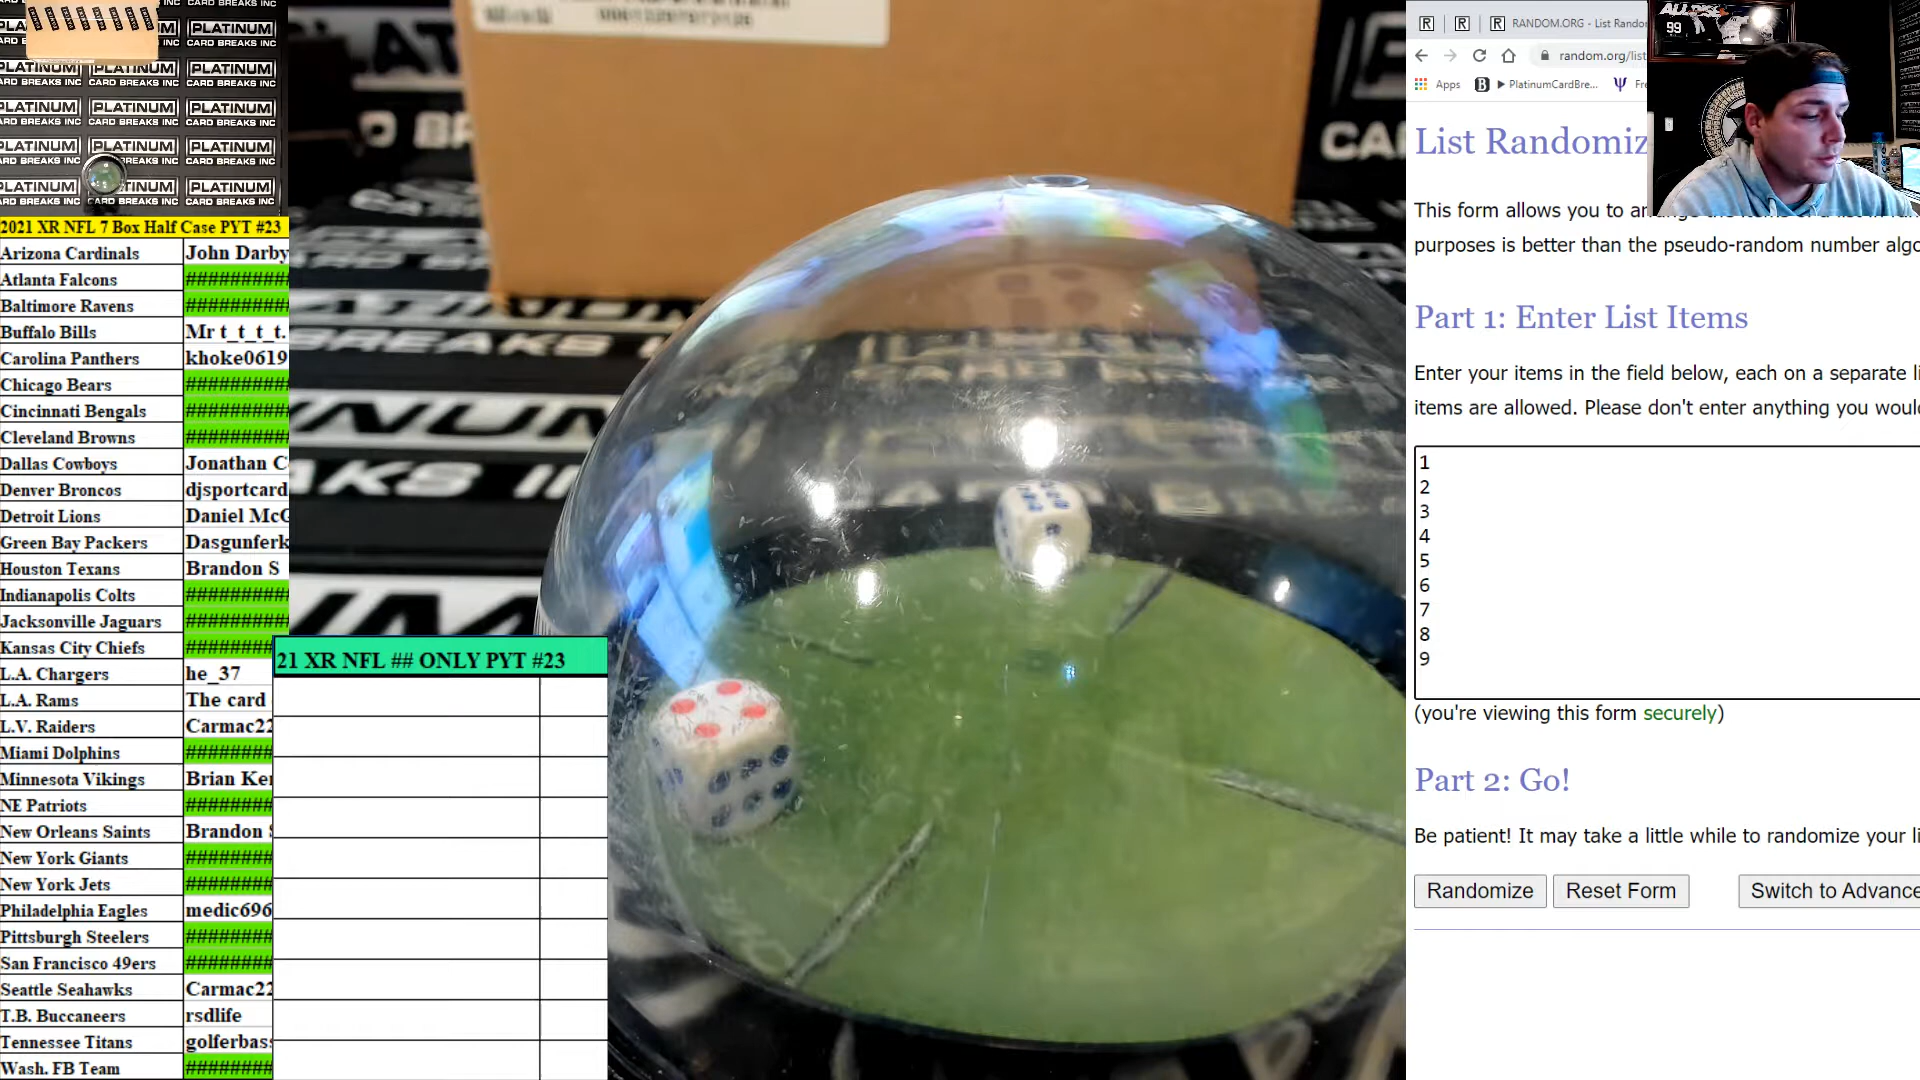 PLATINUM
CARD BREAKS INC
2021 XR NFL 7 Box Half Case PYT #23
Arizona Cardinals John Darby
Atlanta Falcons ##########
Baltimore Ravens ##########
Buffalo Bills Mr t_t_t_t.
Carolina Panthers khoke0619
Chicago Bears ##########
Cincinnati Bengals ##########
Cleveland Browns ##########
Dallas Cowboys Jonathan C
Denver Broncos djsportcard
Detroit Lions Daniel McG
Green Bay Packers Dasgunferk
Houston Texans Brandon S
Indianapolis Colts ##########
Jacksonville Jaguars ##########
Kansas City Chiefs ########
L.A. Chargers he_37
L.A. Rams The card
L.V. Raiders Carmac22
Miami Dolphins ########
Minnesota Vikings Brian Ke
NE Patriots ########
New Orleans Saints Brandon
New York Giants ########
New York Jets ########
Philadelphia Eagles medic696
Pittsburgh Steelers ########
San Francisco 49ers ########
Seattle Seahawks Carmac22
T.B. Buccaneers rsdlife
Tennessee Titans golferbas
Wash. FB Team ########
21 XR NFL ## ONLY PYT #23
RANDOM.ORG - List Rando
random.org/list
Apps PlatinumCardBre... Fre
99
List Randomiz
This form allows you to
purposes is better than the pseudo-random number algo
Part 1: Enter List Items
Enter your items in the field below, each on a separate li
items are allowed. Please don't enter anything you woul
1
2
3
4
5
6
7
8
9
(you're viewing this form securely)
Part 2: Go!
Be patient! It may take a little while to randomize your li
Randomize Reset Form Switch to Advance